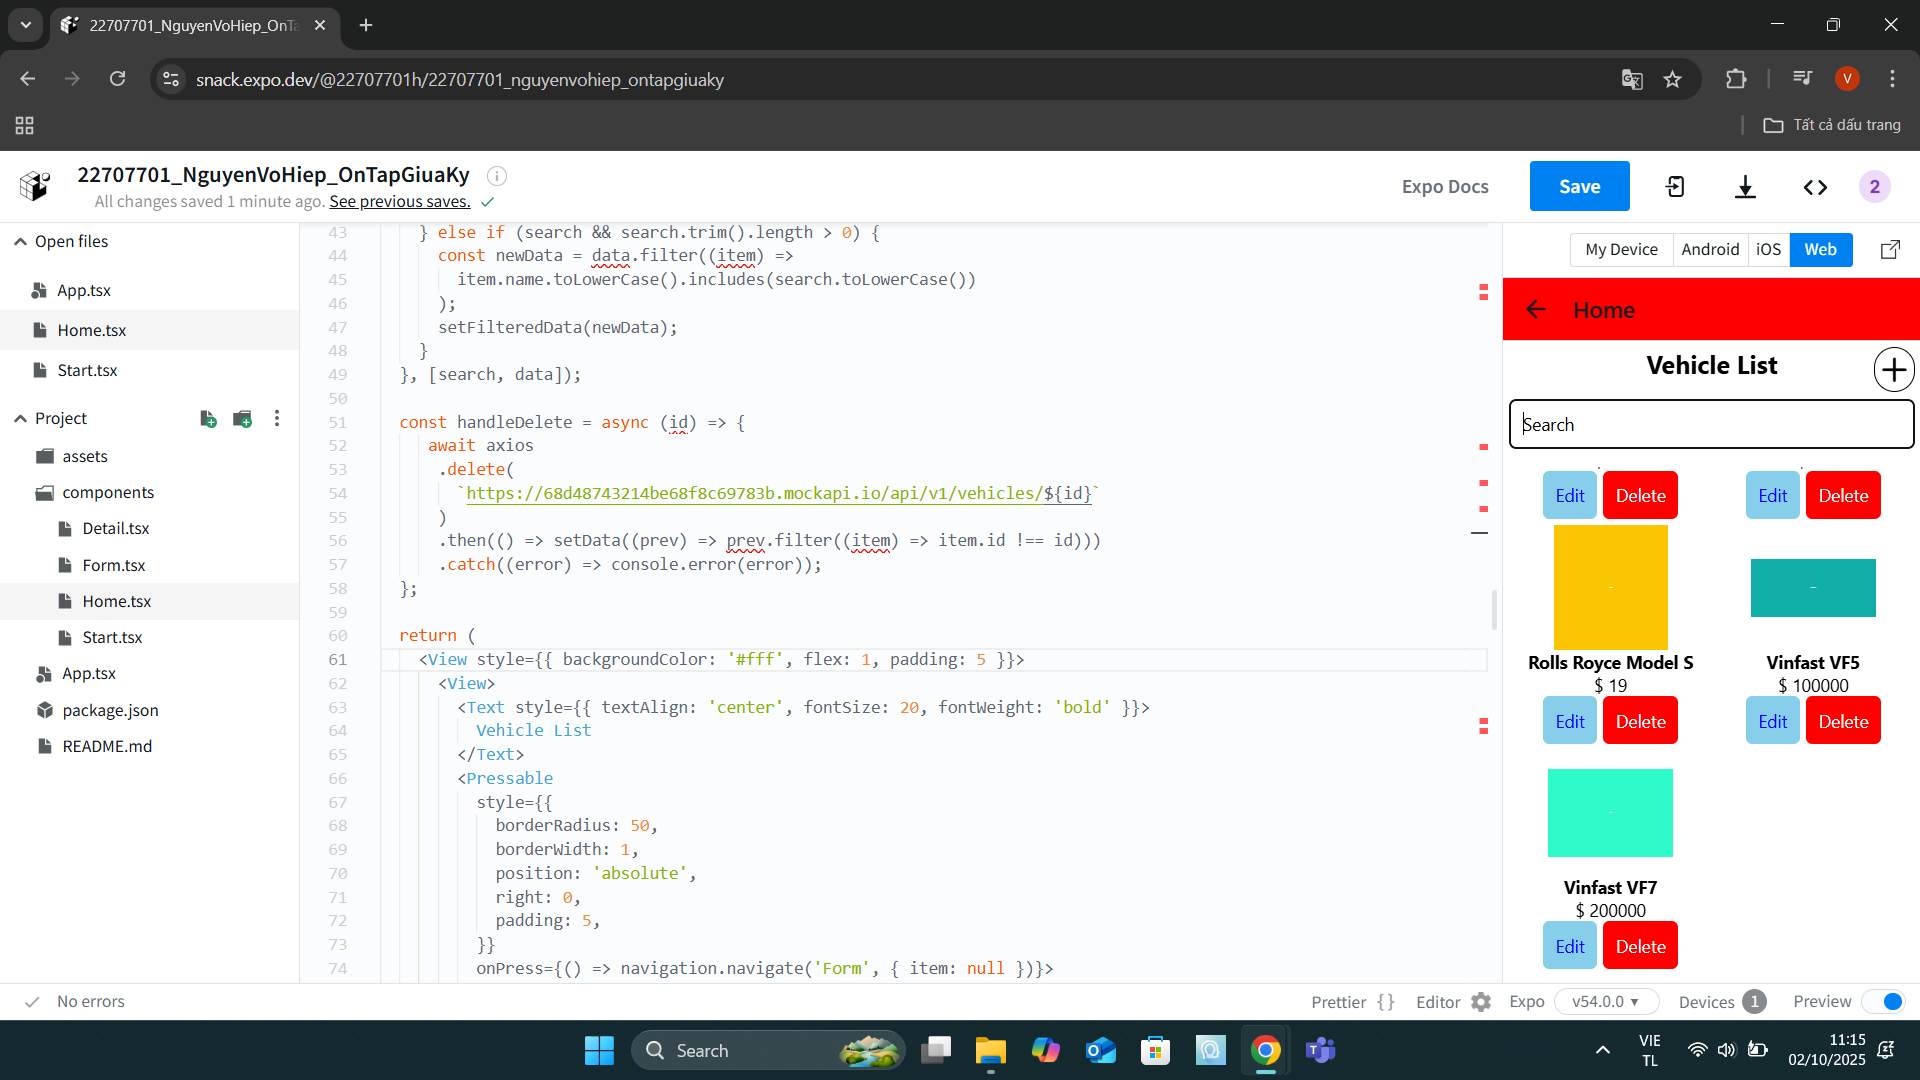 22707701_NguyenVoHiep_OnTa
snack.expo.dev/@22707701h/22707701_nguyenvohiep_ontapgiuaky
V
Tất cả dấu trang
22707701_NguyenVoHiep_OnTapGiuaKy
All changes saved 1 minute ago. See previous saves.
Expo Docs
Save
2
Open files
App.tsx
Home.tsx
Start.tsx
Project
assets
components
Detail.tsx
Form.tsx
Home.tsx
Start.tsx
App.tsx
package.json
README.md
43 } else if (search && search.trim().length > 0) {
44 const newData = data.filter((item) =>
45 item.name.toLowerCase().includes(search.toLowerCase())
46 );
47 setFilteredData(newData);
48 }
49 }, [search, data]);
50
51 const handleDelete = async (id) => {
52 await axios
53 .delete(
54 `https://68d48743214be68f8c69783b.mockapi.io/api/v1/vehicles/${id}`
55 )
56 .then(() => setData((prev) => prev.filter((item) => item.id !== id)))
57 .catch((error) => console.error(error));
58 };
59
60 return (
61 <View style={{ backgroundColor: '#fff', flex: 1, padding: 5 }}>
62 <View>
63 <Text style={{ textAlign: 'center', fontSize: 20, fontWeight: 'bold' }}>
64 Vehicle List
65 </Text>
66 <Pressable
67 style={{
68 borderRadius: 50,
69 borderWidth: 1,
70 position: 'absolute',
71 right: 0,
72 padding: 5,
73 }}
74 onPress={() => navigation.navigate('Form', { item: null })}>
My Device Android iOS Web
Home
Vehicle List
Search
Edit Delete Edit Delete
Rolls Royce Model S Vinfast VF5
$ 19 $ 100000
Edit Delete Edit Delete
Vinfast VF7
$ 200000
Edit Delete
No errors
Prettier {} Editor Expo v54.0.0 Devices 1 Preview
Search
VIE
TL
11:15
02/10/2025